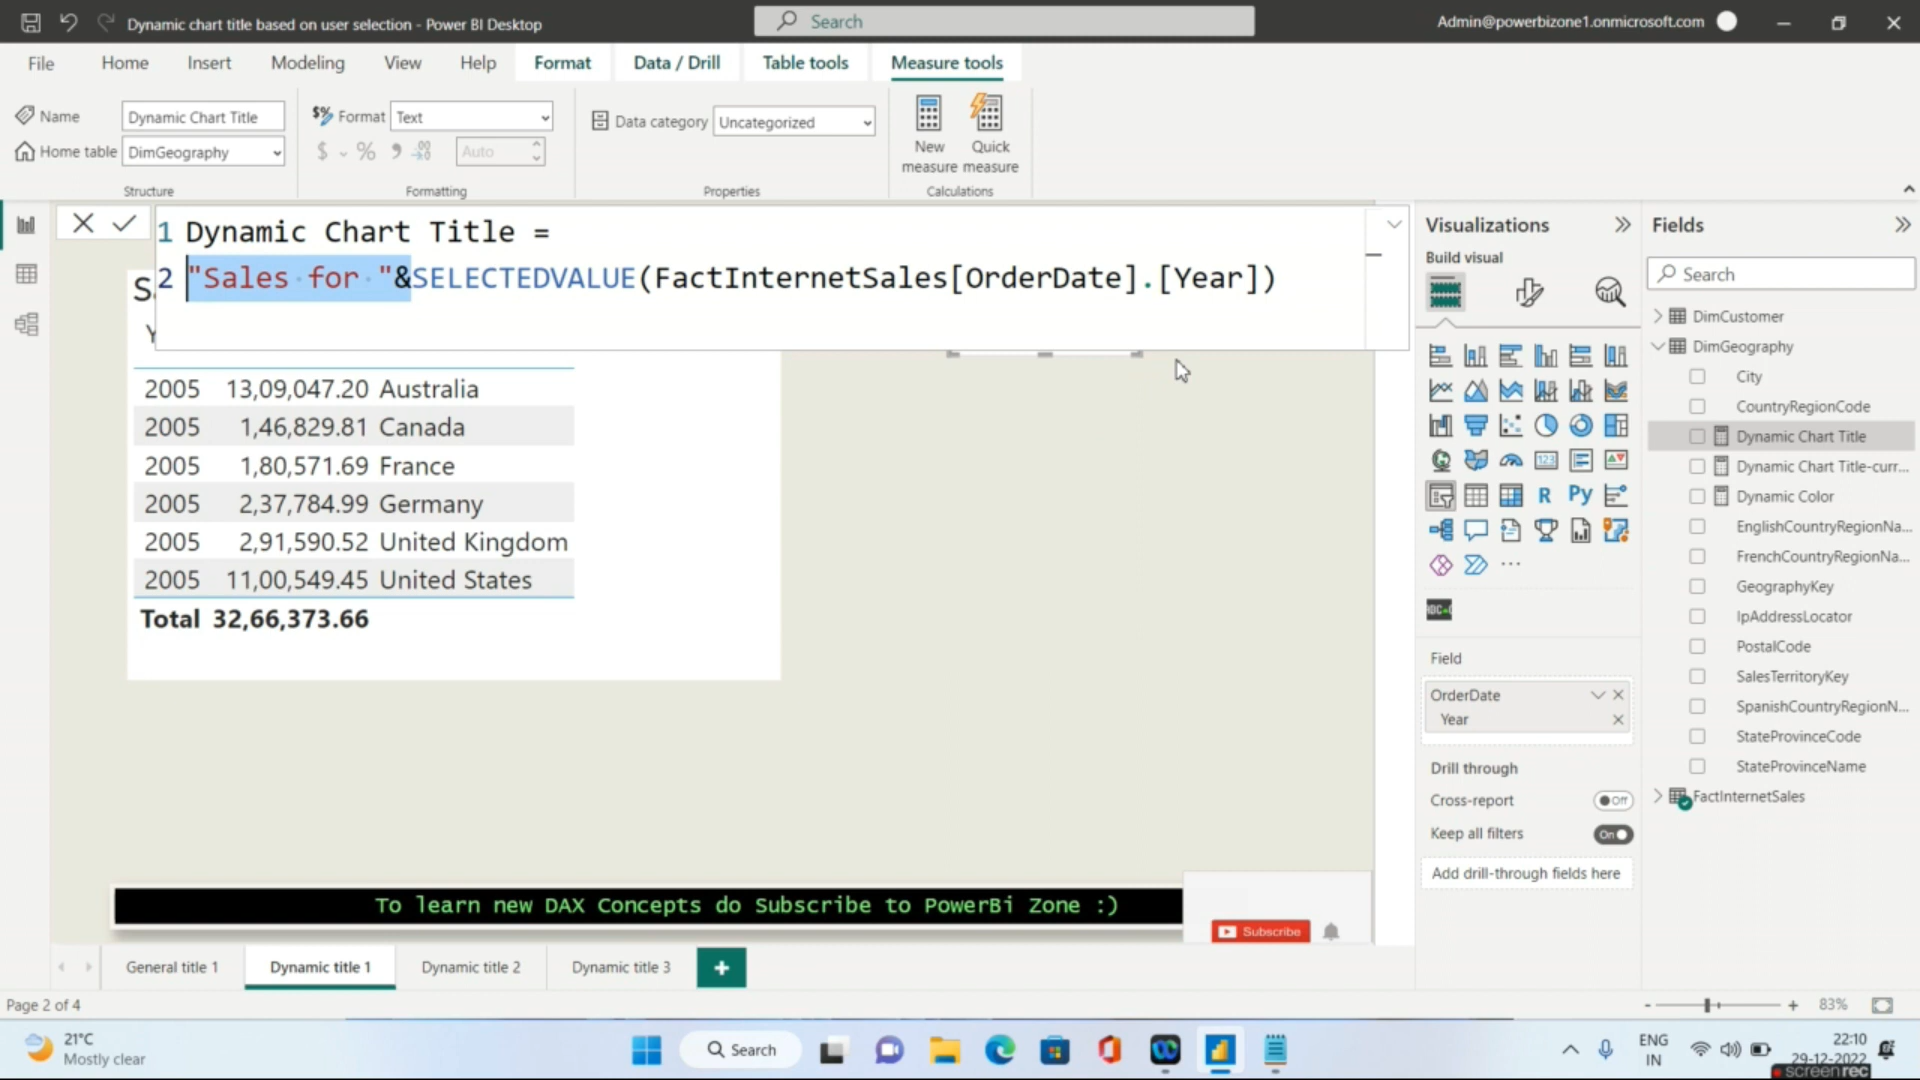 Dynamic chart title based on user selection - Power BI Desktop
Search
Admin@powerbizone1.onmicrosoft.com
File Home Insert Modeling View Help Format Data / Drill Table tools Measure tools
Name Dynamic Chart Title
Home table DimGeography
Structure
Format Text
$ % 9 .00
Auto
Formatting
Data category Uncategorized
Properties
New measure
Quick measure
Calculations
1 Dynamic Chart Title =
2 "Sales for "&SELECTEDVALUE(FactInternetSales[OrderDate].[Year])
2005 13,09,047.20 Australia
2005 1,46,829.81 Canada
2005 1,80,571.69 France
2005 2,37,784.99 Germany
2005 2,91,590.52 United Kingdom
2005 11,00,549.45 United States
Total 32,66,373.66
To learn new DAX Concepts do Subscribe to PowerBi Zone :)
Subscribe
Visualizations
Build visual
123
R Py
...
Field
OrderDate
Year
Drill through
Cross-report Off
Keep all filters On
Add drill-through fields here
Fields
Search
DimCustomer
DimGeography
City
CountryRegionCode
Dynamic Chart Title
Dynamic Chart Title-curr...
Dynamic Color
EnglishCountryRegionNa...
FrenchCountryRegionNa...
GeographyKey
IpAddressLocator
PostalCode
SalesTerritoryKey
SpanishCountryRegionN...
StateProvinceCode
StateProvinceName
FactInternetSales
General title 1 Dynamic title 1 Dynamic title 2 Dynamic title 3 +
Page 2 of 4
- + 83%
21°C
Mostly clear
Search
ENG
IN
22:10
29-12-2022
screenrec